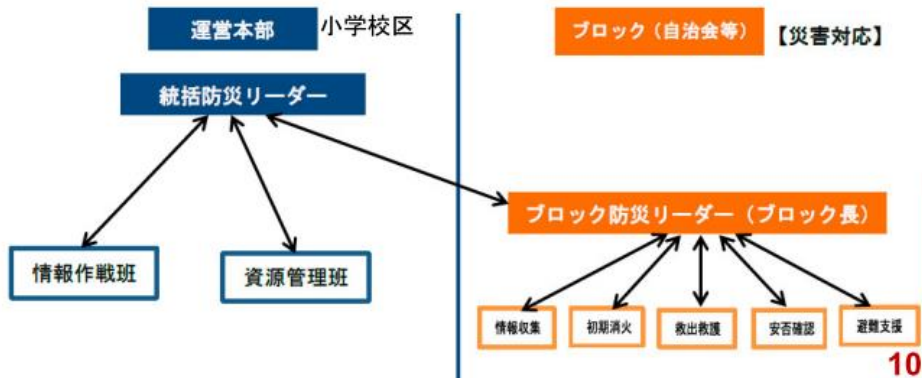 運営本部
小学校区
ブロック（自治会等）
【災害対応】
統括防災リーダー
ブロック防災リーダー（ブロック長）
情報作戦班
資源管理班
情報収集
初期消火
救出救護
安否確認
避難支援
10